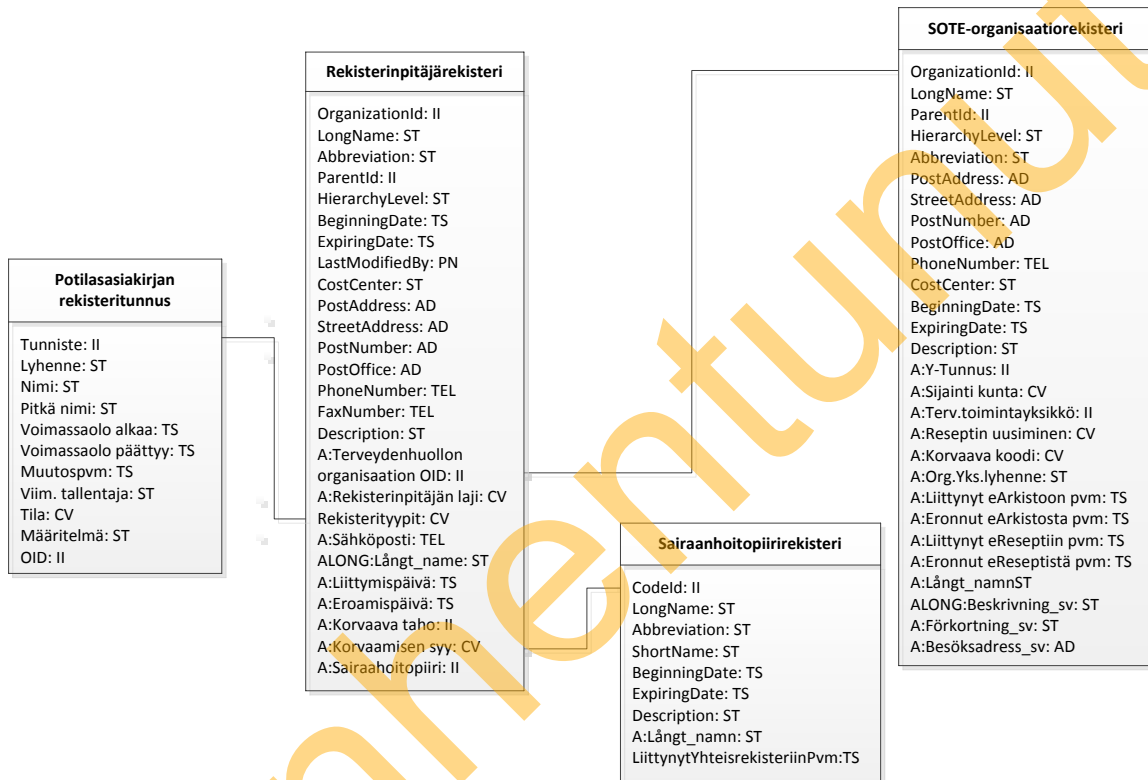 Potilasasiakirjan
rekisteritunnus
Tunniste: II
Lyhenne: ST
Nimi: ST
Pitkä nimi: ST
Voimassaolo alkaa: TS
Voimassaolo päättyy: TS
Muutospvm: TS
Viim. tallentaja: ST
Tila: CV
Määritelmä: ST
OID: II
Rekisterinpitäjärekisteri
OrganizationId: II
LongName: ST
Abbreviation: ST
ParentId: II
HierarchyLevel: ST
BeginningDate: TS
ExpiringDate: TS
LastModifiedBy: PN
CostCenter: ST
PostAddress: AD
StreetAddress: AD
PostNumber: AD
PostOffice: AD
PhoneNumber: TEL
FaxNumber: TEL
Description: ST
A:Terveydenhuollon
organisaation OID: II
A:Rekisterinpitäjän laji: CV
Rekisterityypit: CV
A:Sähköposti: TEL
ALONG:Långt_name: ST
A:Liittymispäivä: TS
A:Eroamispäivä: TS
A:Korvaava taho: II
A:Korvaamisen syy: CV
A:Sairaahoitopiiri: II
Sairaanhoitopiirirekisteri
CodeId: II
LongName: ST
Abbreviation: ST
ShortName: ST
BeginningDate: TS
ExpiringDate: TS
Description: ST
A:Långt_namn: ST
LiittynytYhteisrekisteriinPvm:TS
SOTE-organisaatiorekisteri
OrganizationId: II
LongName: ST
ParentId: II
HierarchyLevel: ST
Abbreviation: ST
PostAddress: AD
StreetAddress: AD
PostNumber: AD
PostOffice: AD
PhoneNumber: TEL
CostCenter: ST
BeginningDate: TS
ExpiringDate: TS
Description: ST
A:Y-Tunnus: II
A:Sijainti kunta: CV
A:Terv.toimintayksikkö: II
A:Reseptin uusiminen: CV
A:Korvaava koodi: CV
A:Org.Yks.lyhenne: ST
A:Liittynyt eArkistoon pvm: TS
A:Eronnut eArkistosta pvm: TS
A:Liittynyt eReseptiin pvm: TS
A:Eronnut eReseptistä pvm: TS
A:Långt_namnST
ALONG:Beskrivning_sv: ST
A:Förkortning_sv: ST
A:Besöksadress_sv: AD
nhentunut